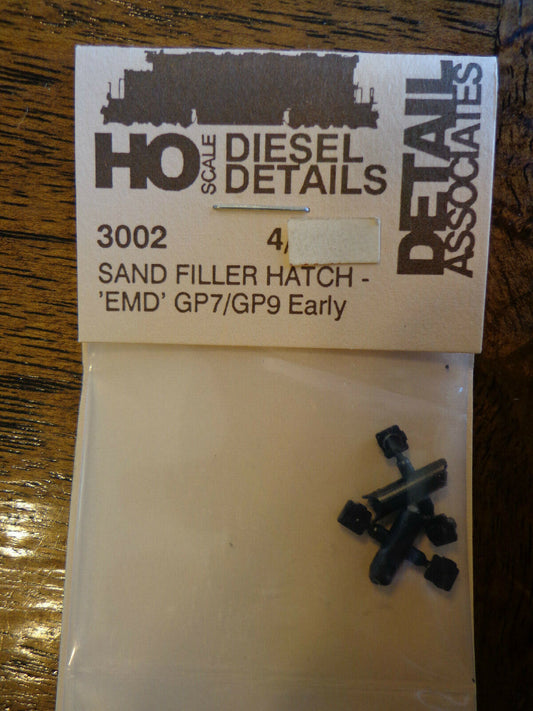 HO SCALE DIESEL DETAILS
DETAIL ASSOCIATES
3002 4/
SAND FILLER HATCH -
'EMD' GP7/GP9 Early